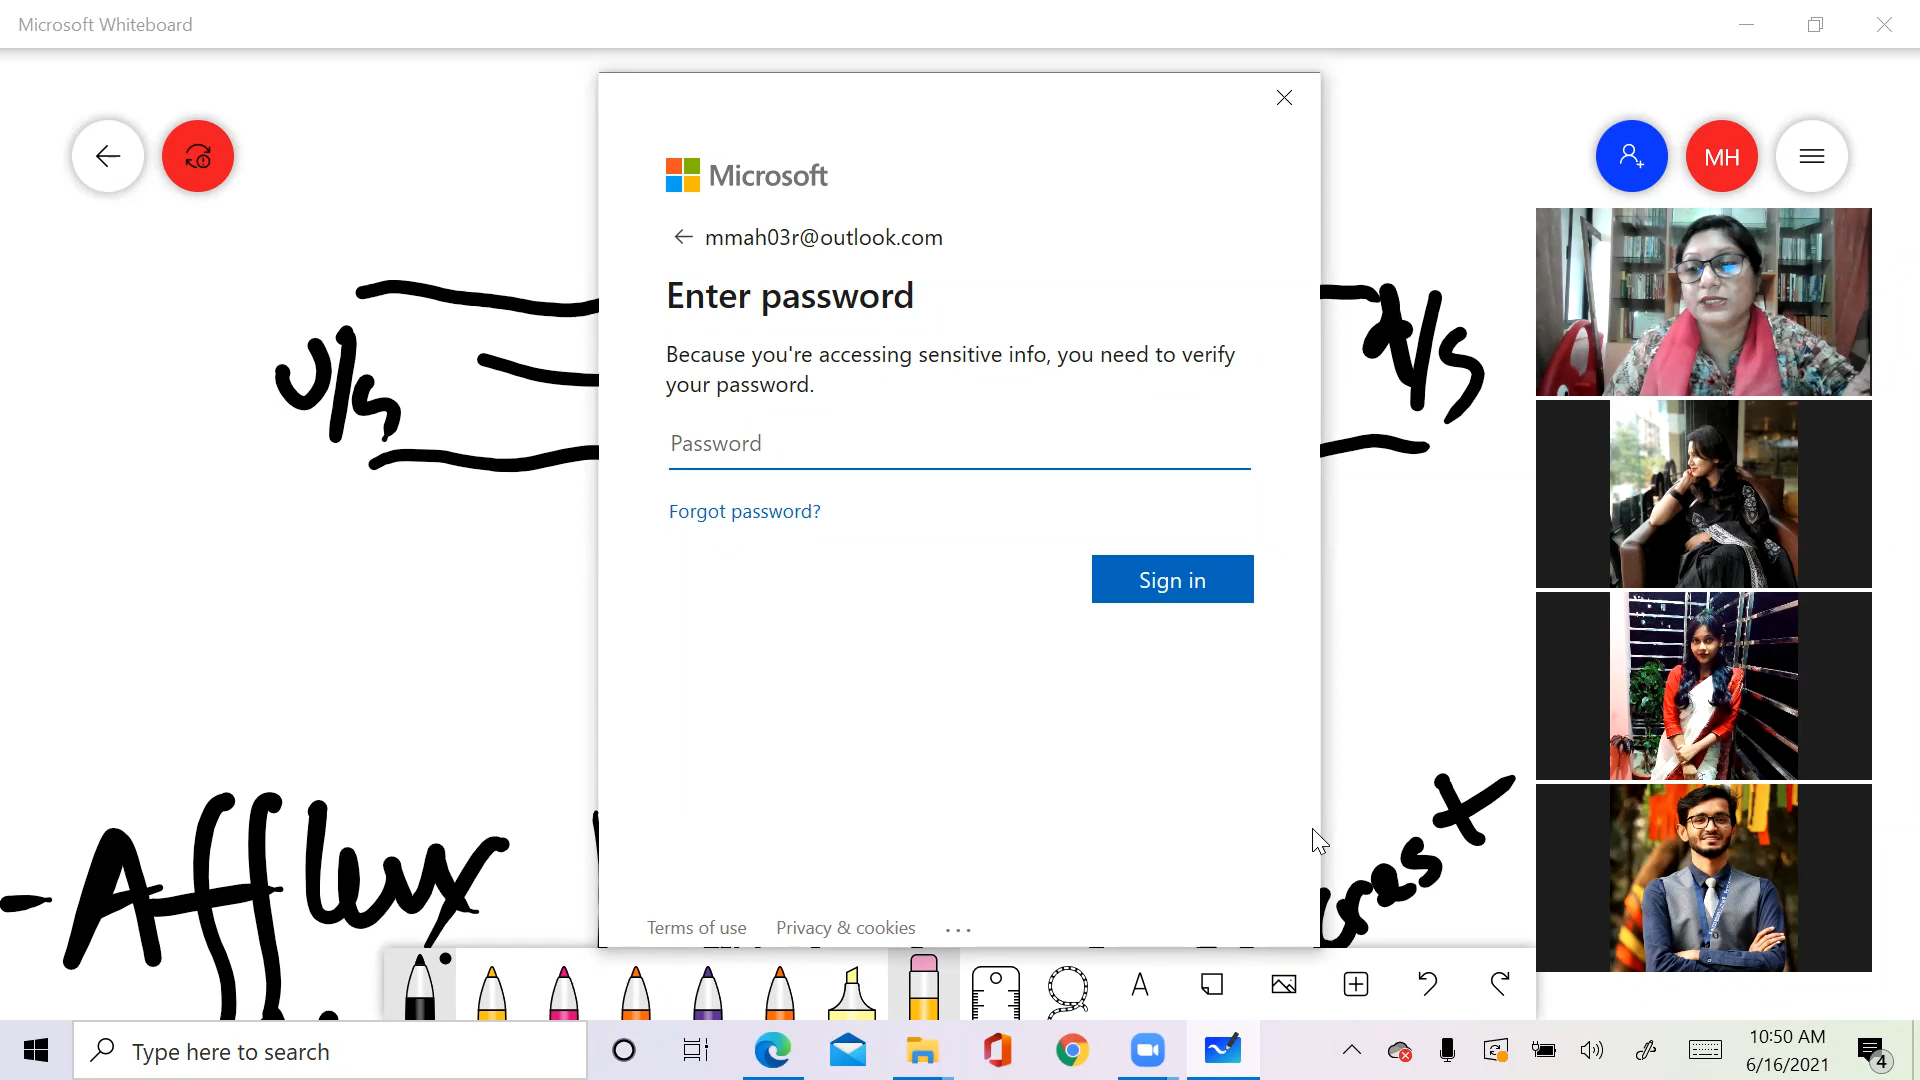 Microsoft Whiteboard
MH
Microsoft
mmah03r@outlook.com
Enter password
Because you're accessing sensitive info, you need to verify
your password.
Password
Forgot password?
Sign in
Terms of use Privacy & cookies ...
U/s
d/s
- Afflux
Type here to search
10:50 AM
6/16/2021
4